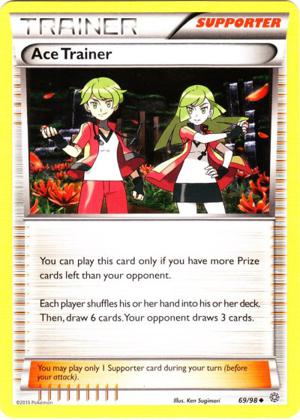 TRAINER SUPPORTER
Ace Trainer
You can play this card only if you have more Prize
cards left than your opponent.
Each player shuffles his or her hand into his or her deck.
Then, draw 6 cards. Your opponent draws 3 cards.
You may play only 1 Supporter card during your turn (before
your attack).
©2015 Pokémon Illus. Ken Sugimori 69/98